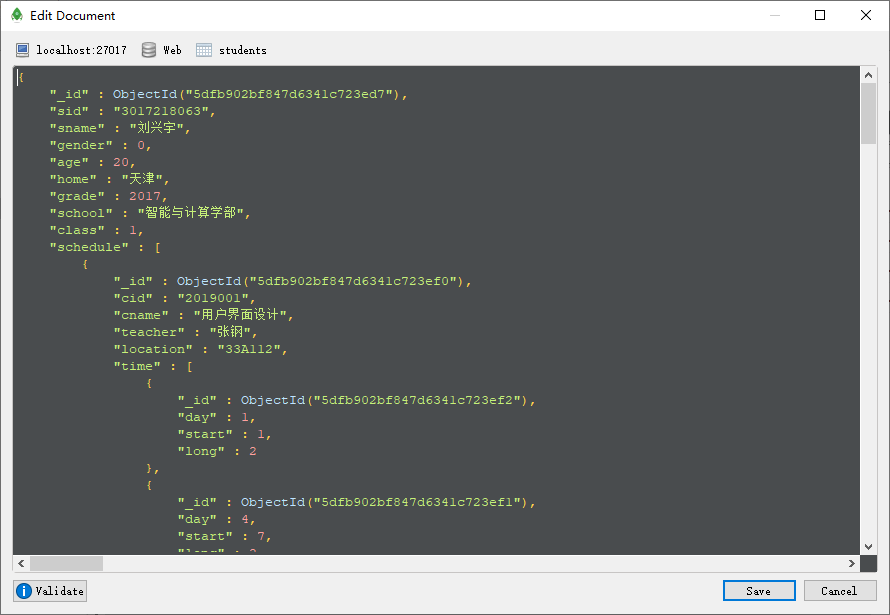 Edit Document
localhost:27017 Web students
{
"_id" : ObjectId("5dfb902bf847d6341c723ed7"),
"sid" : "3017218063",
"sname" : "刘兴宇",
"gender" : 0,
"age" : 20,
"home" : "天津",
"grade" : 2017,
"school" : "智能与计算学部",
"class" : 1,
"schedule" : [
{
"_id" : ObjectId("5dfb902bf847d6341c723ef0"),
"cid" : "2019001",
"cname" : "用户界面设计",
"teacher" : "张钢",
"location" : "33A112",
"time" : [
{
"_id" : ObjectId("5dfb902bf847d6341c723ef2"),
"day" : 1,
"start" : 1,
"long" : 2
},
{
"_id" : ObjectId("5dfb902bf847d6341c723ef1"),
"day" : 4,
"start" : 7,
Validate Save Cancel